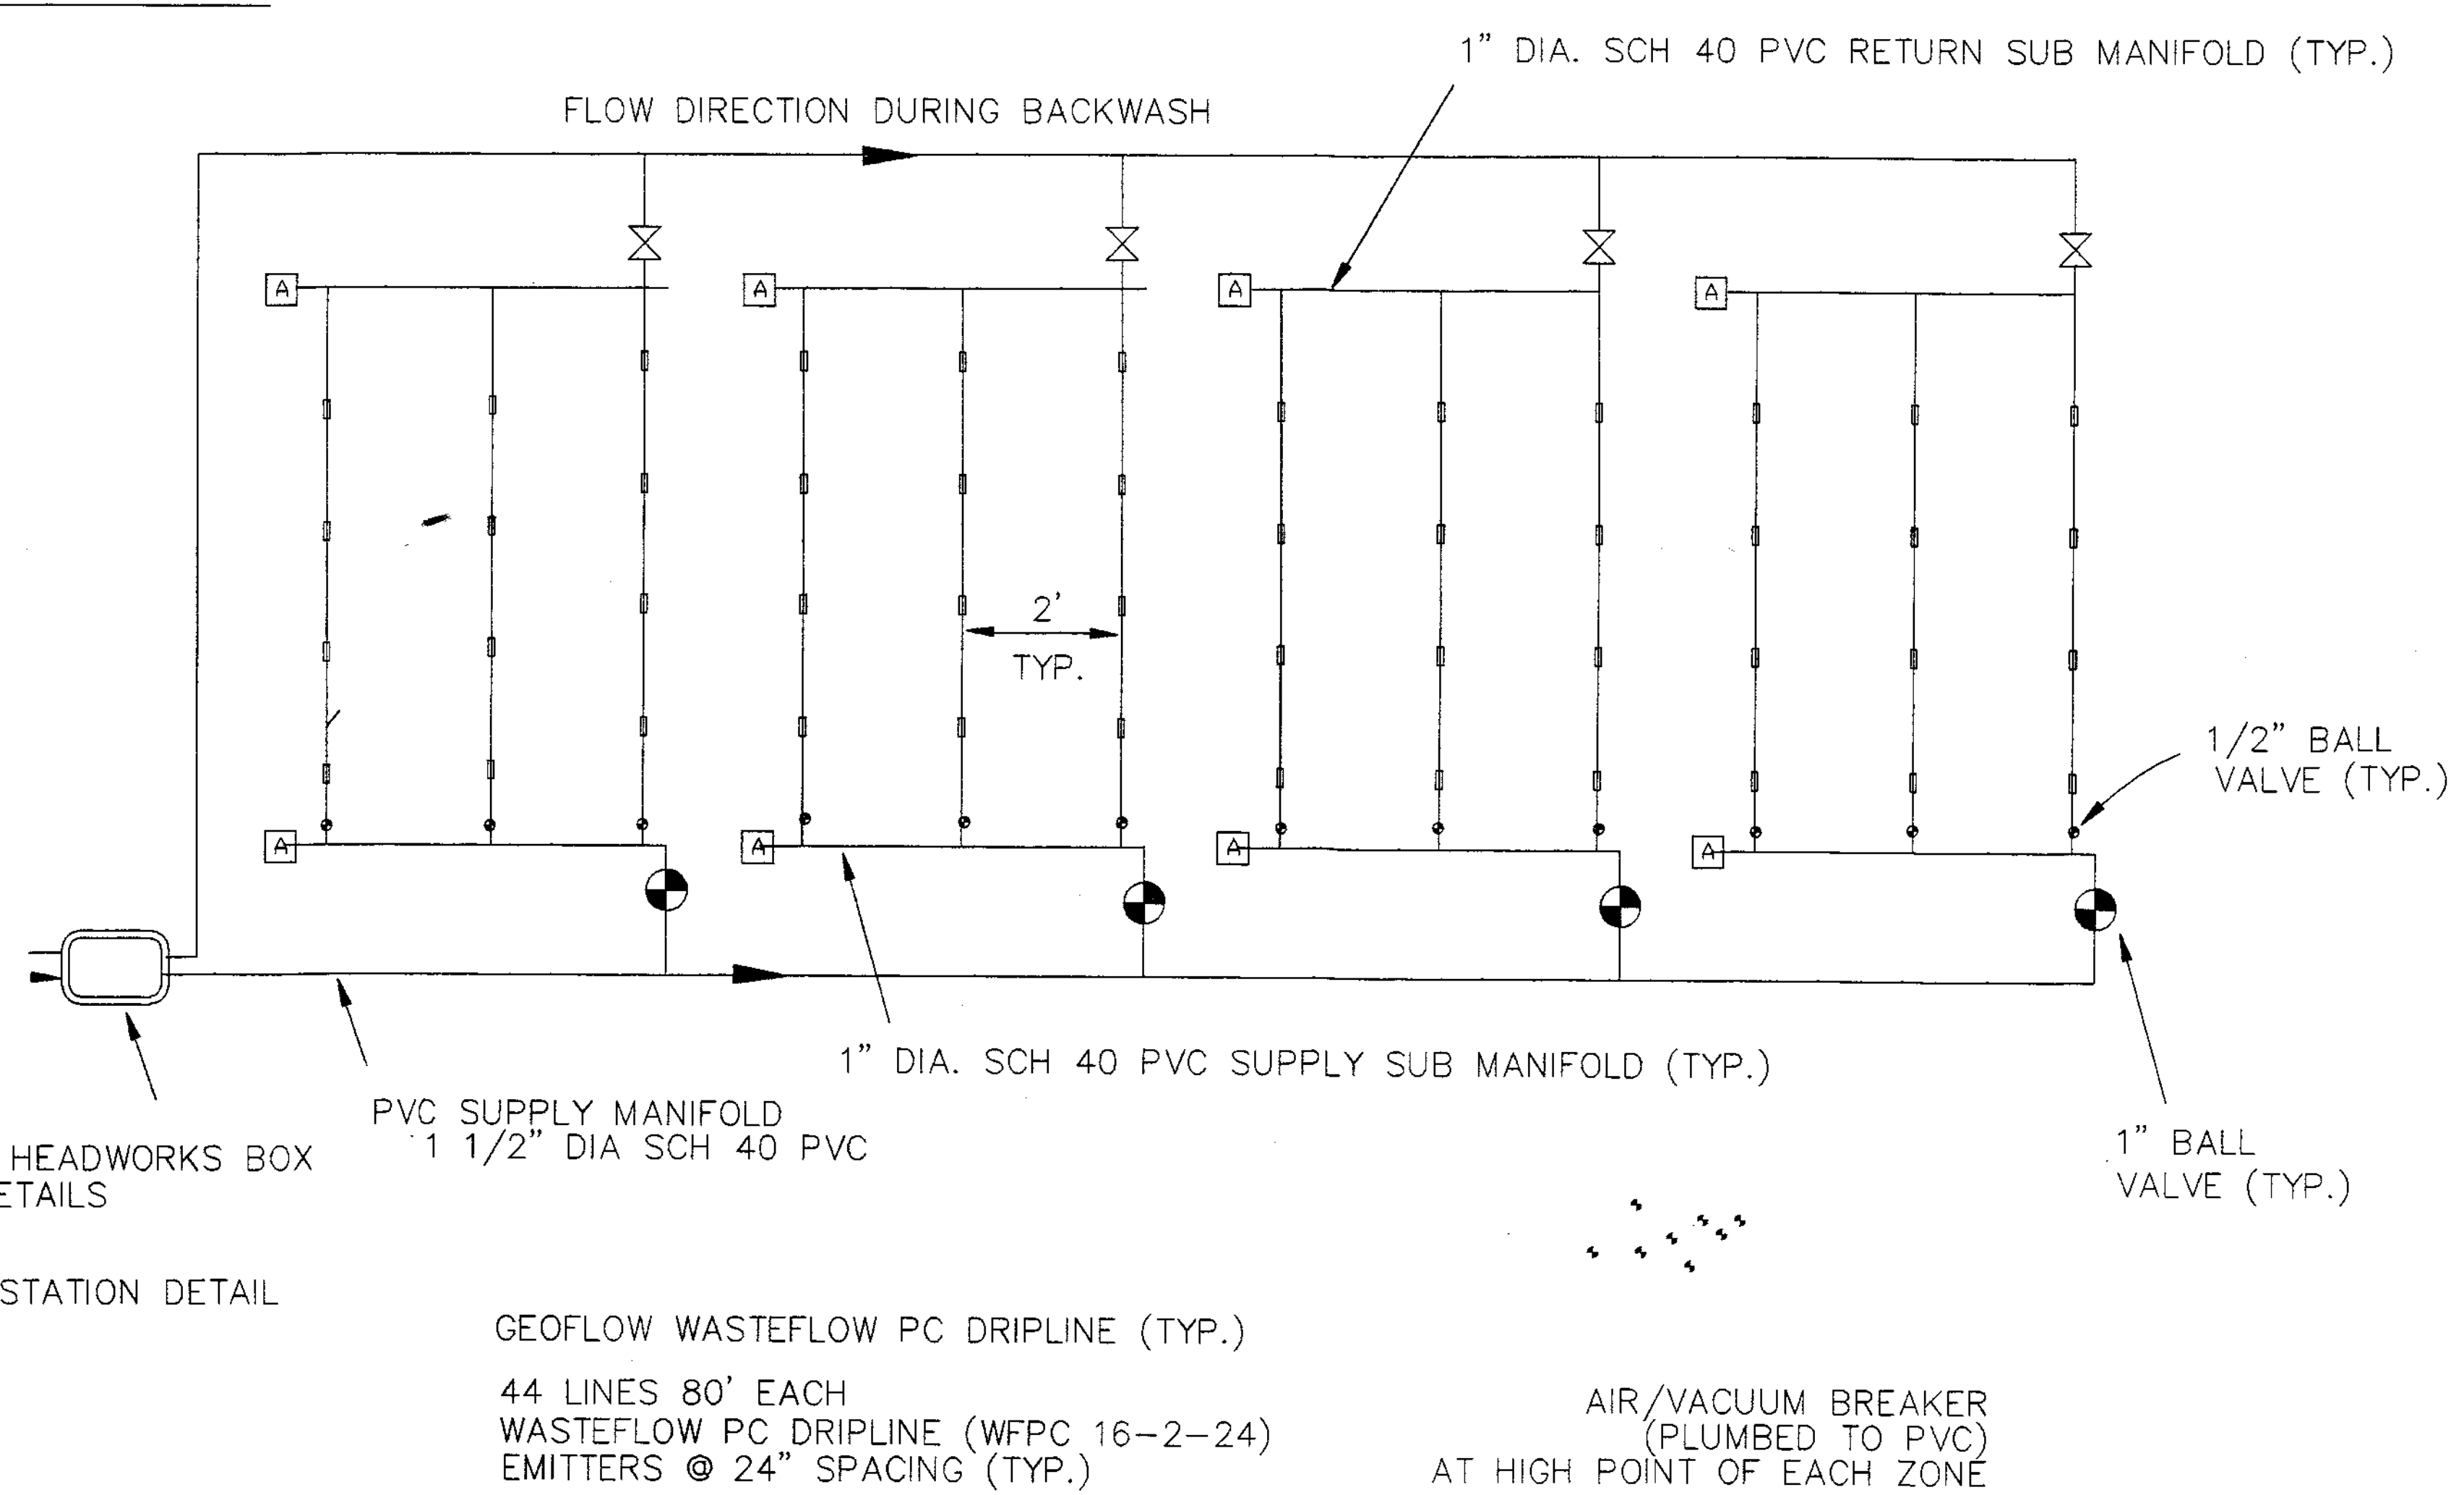 1" DIA. SCH 40 PVC RETURN SUB MANIFOLD (TYP.)
FLOW DIRECTION DURING BACKWASH
A
A
A
A
2'
TYP.
1/2" BALL
VALVE (TYP.)
A
A
A
A
1" DIA. SCH 40 PVC SUPPLY SUB MANIFOLD (TYP.)
PVC SUPPLY MANIFOLD
1 1/2" DIA SCH 40 PVC
HEADWORKS BOX
ETAILS
1" BALL
VALVE (TYP.)
STATION DETAIL
GEOFLOW WASTEFLOW PC DRIPLINE (TYP.)
44 LINES 80' EACH
WASTEFLOW PC DRIPLINE (WFPC 16-2-24)
EMITTERS @ 24" SPACING (TYP.)
AIR/VACUUM BREAKER
(PLUMBED TO PVC)
AT HIGH POINT OF EACH ZONE